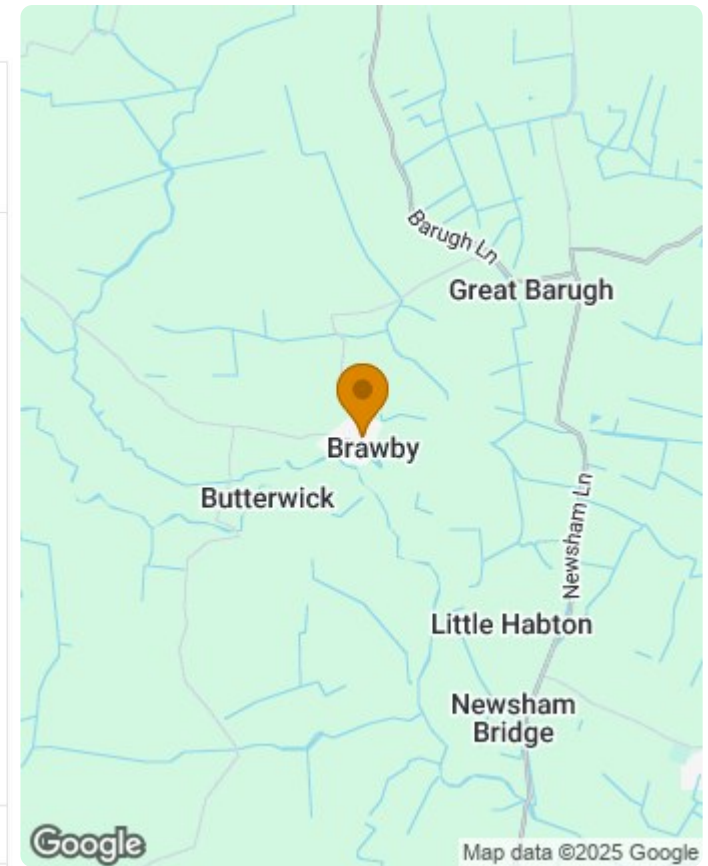 Barugh Ln
Great Barugh
Brawby
Butterwick
Newsham Ln
Little Habton
Newsham
Bridge
Google
Map data ©2025 Google